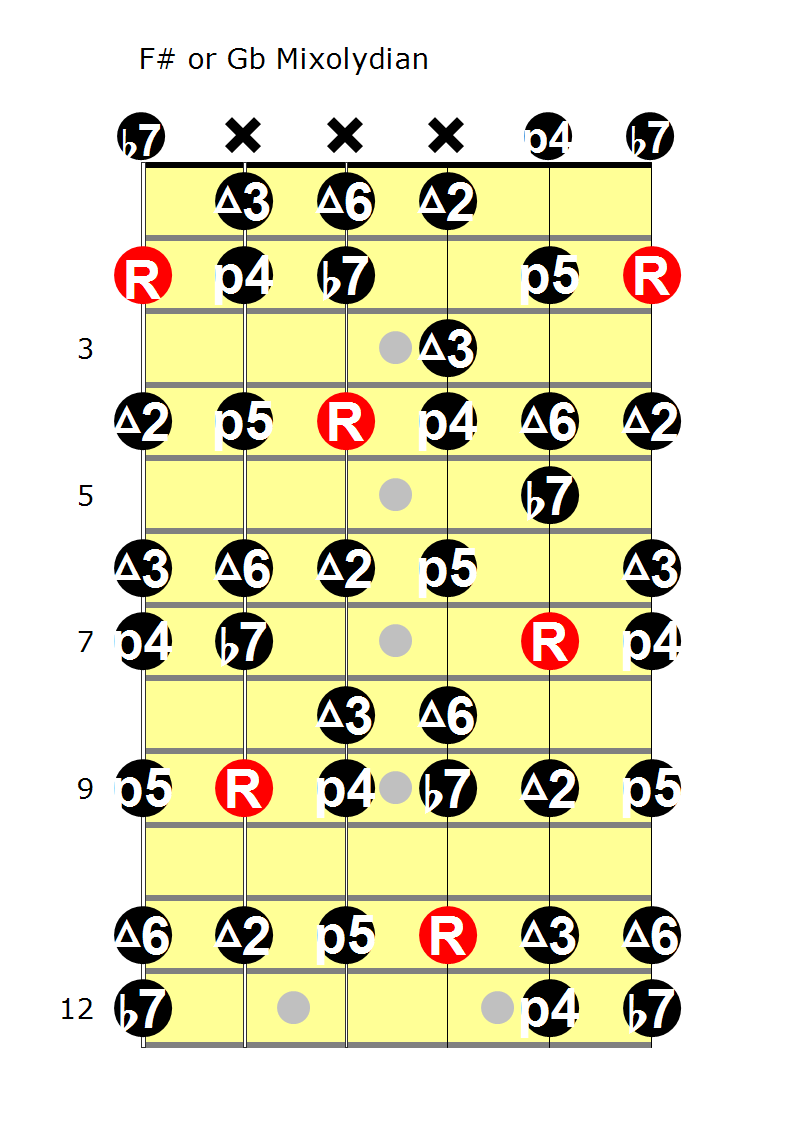 F# or Gb Mixolydian
♭7 × × × p4 ♭7
Δ3 Δ6 Δ2
R p4 ♭7 p5 R
3 Δ3
Δ2 p5 R p4 Δ6 Δ2
5 ♭7
Δ3 Δ6 Δ2 p5 Δ3
7 p4 ♭7 R p4
Δ3 Δ6
9 p5 R p4 ♭7 Δ2 p5
Δ6 Δ2 p5 R Δ3 Δ6
12 ♭7 p4 ♭7